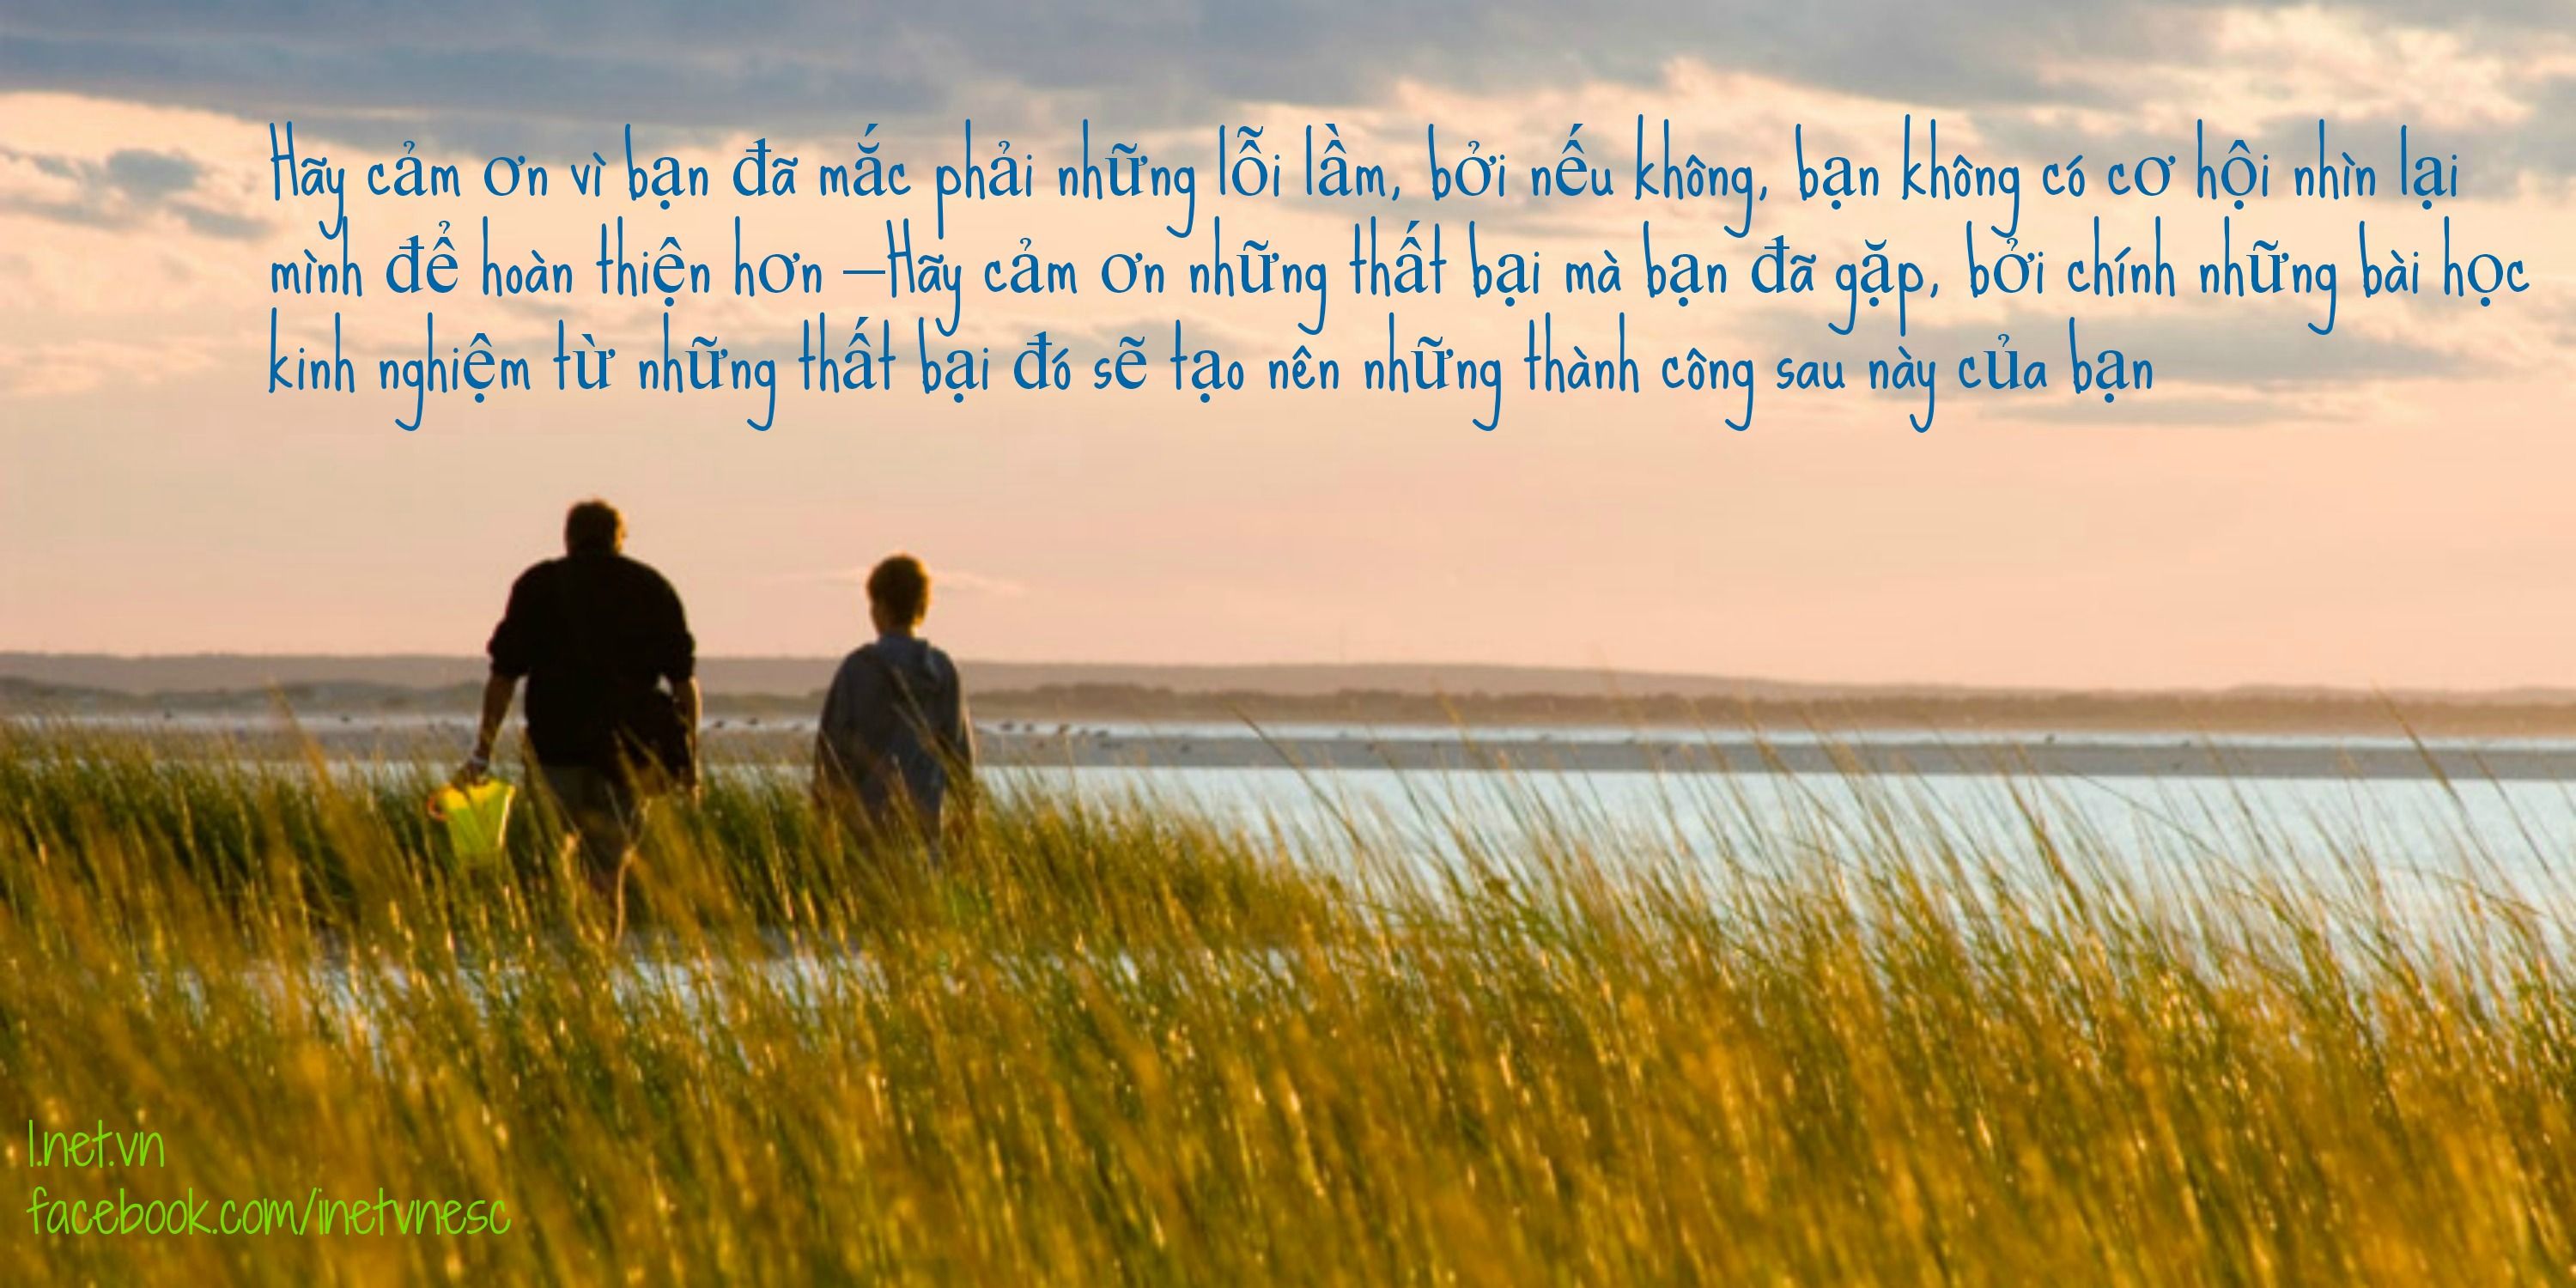 Hãy cảm ơn vì bạn đã mắc phải những lỗi lầm, bởi nếu không, bạn không có cơ hội nhìn lại
mình để hoàn thiện hơn –Hãy cảm ơn những thất bại mà bạn đã gặp, bởi chính những bài học
kinh nghiệm từ những thất bại đó sẽ tạo nên những thành công sau này của bạn
I.net.vn
facebook.com/inetvnesc